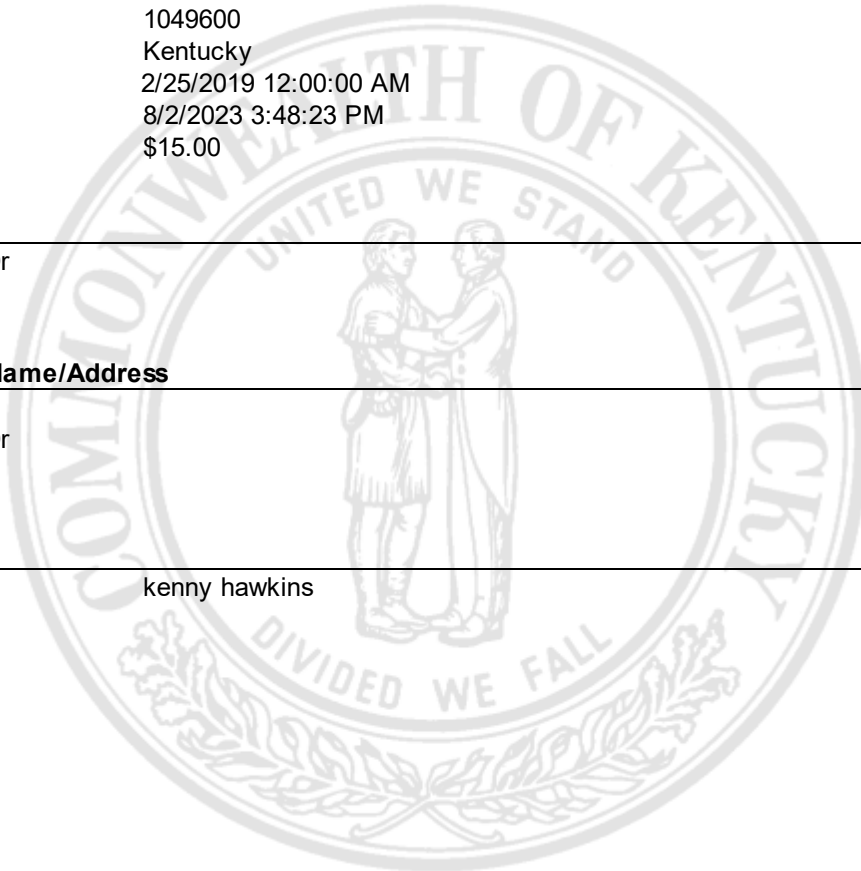 1049600
Kentucky
2/25/2019 12:00:00 AM
8/2/2023 3:48:23 PM
$15.00
COMMONWEALTH OF KENTUCKY
UNITED WE STAND
r
ame/Address
r
kenny hawkins
DIVIDED WE FALL